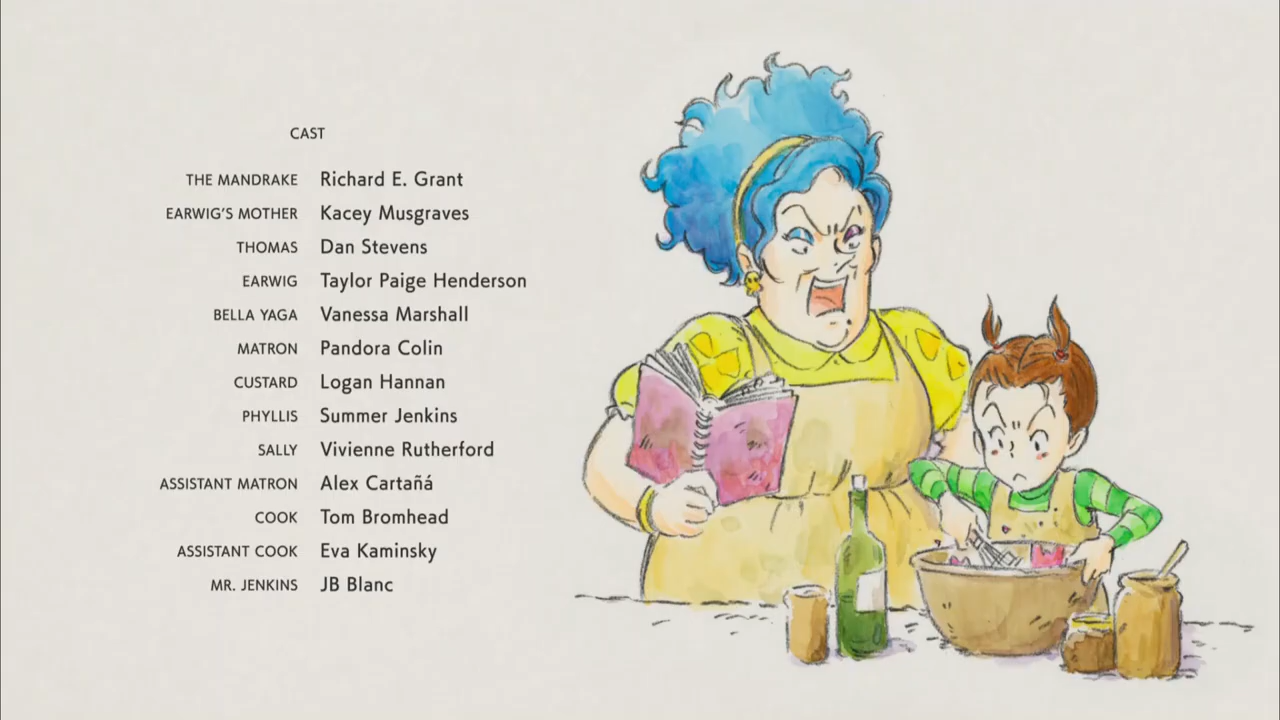 CAST
THE MANDRAKE Richard E. Grant
EARWIG'S MOTHER Kacey Musgraves
THOMAS Dan Stevens
EARWIG Taylor Paige Henderson
BELLA YAGA Vanessa Marshall
MATRON Pandora Colin
CUSTARD Logan Hannan
PHYLLIS Summer Jenkins
SALLY Vivienne Rutherford
ASSISTANT MATRON Alex Cartañá
COOK Tom Bromhead
ASSISTANT COOK Eva Kaminsky
MR. JENKINS JB Blanc